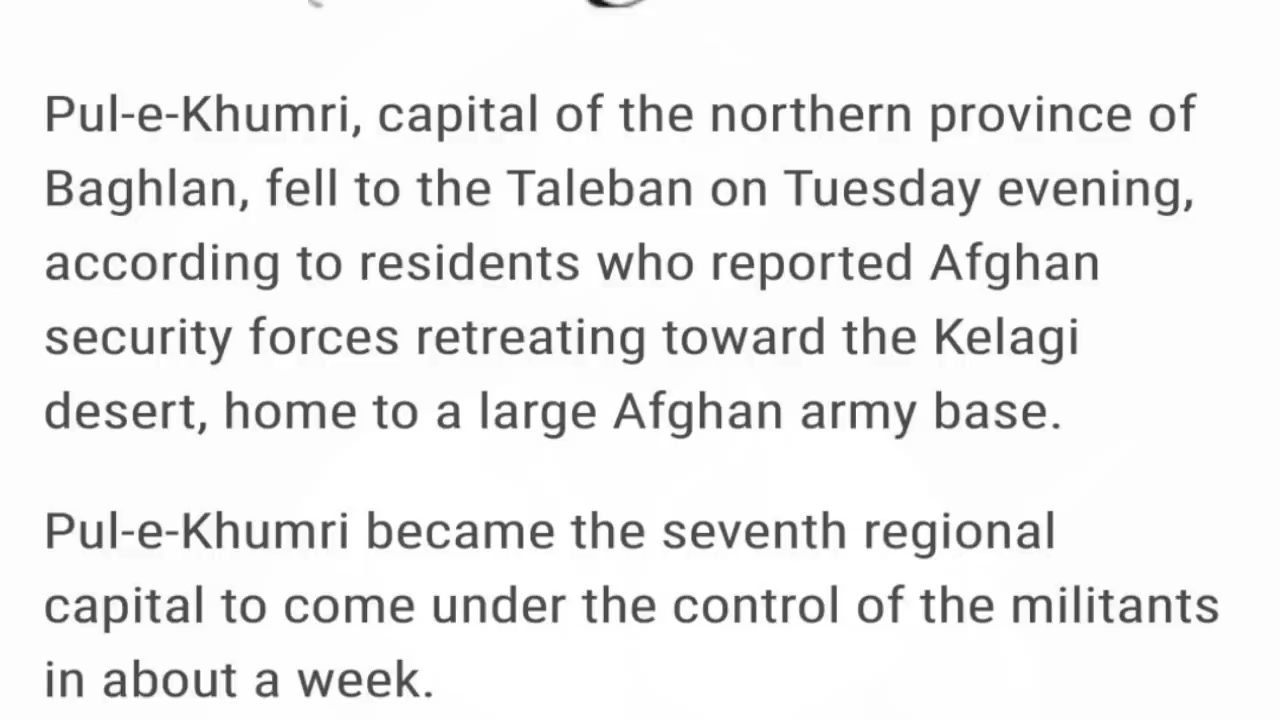 Pul-e-Khumri, capital of the northern province of
Baghlan, fell to the Taleban on Tuesday evening,
according to residents who reported Afghan
security forces retreating toward the Kelagi
desert, home to a large Afghan army base.
Pul-e-Khumri became the seventh regional
capital to come under the control of the militants
in about a week.